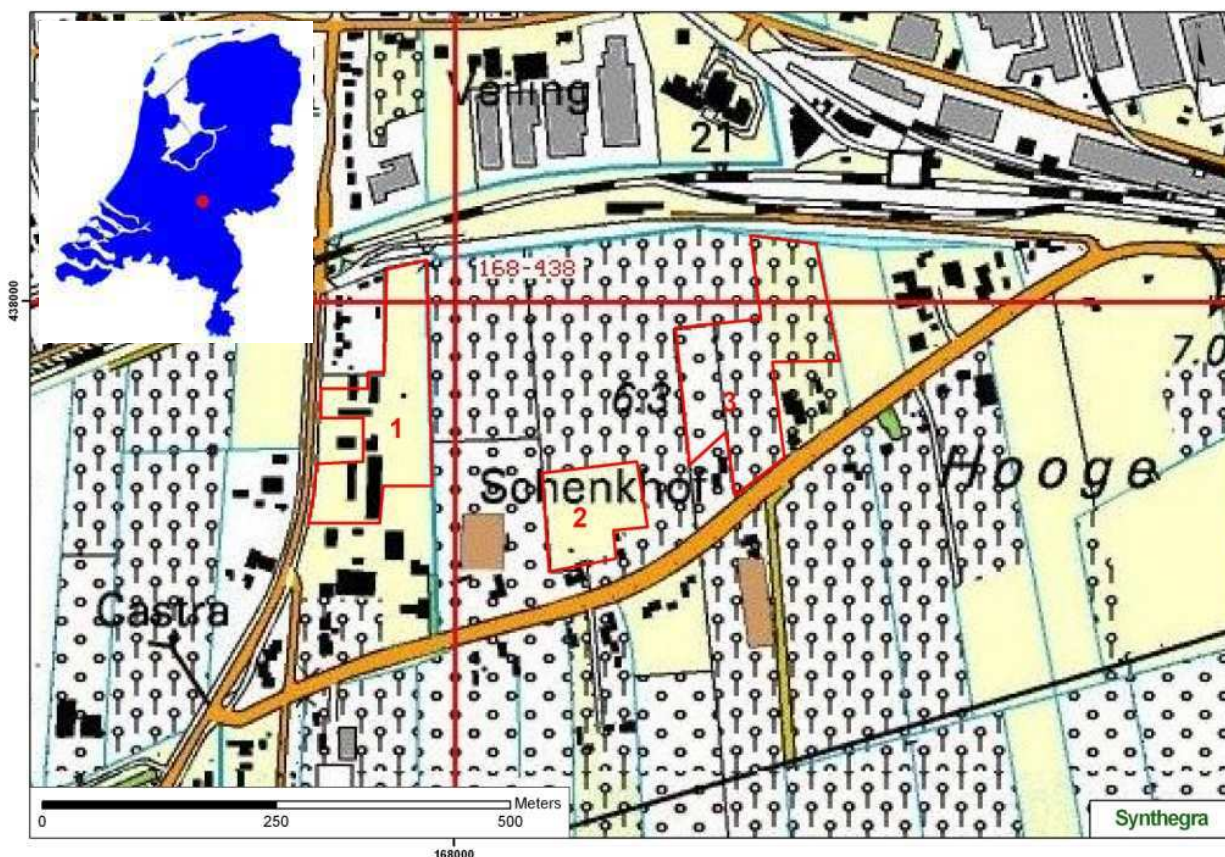 Veiling
21
168-438
438000
7.0
6.3
3
1
Hooge
Schenkhof
2
Castra
Meters
0
250
500
Synthegra
168000